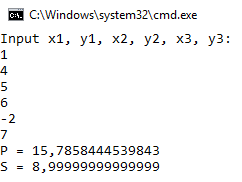 C:\Windows\system32\cmd.exe
Input x1, y1, x2, y2, x3, y3:
1
4
5
6
-2
7
P = 15,7858444539843
S = 8,99999999999999